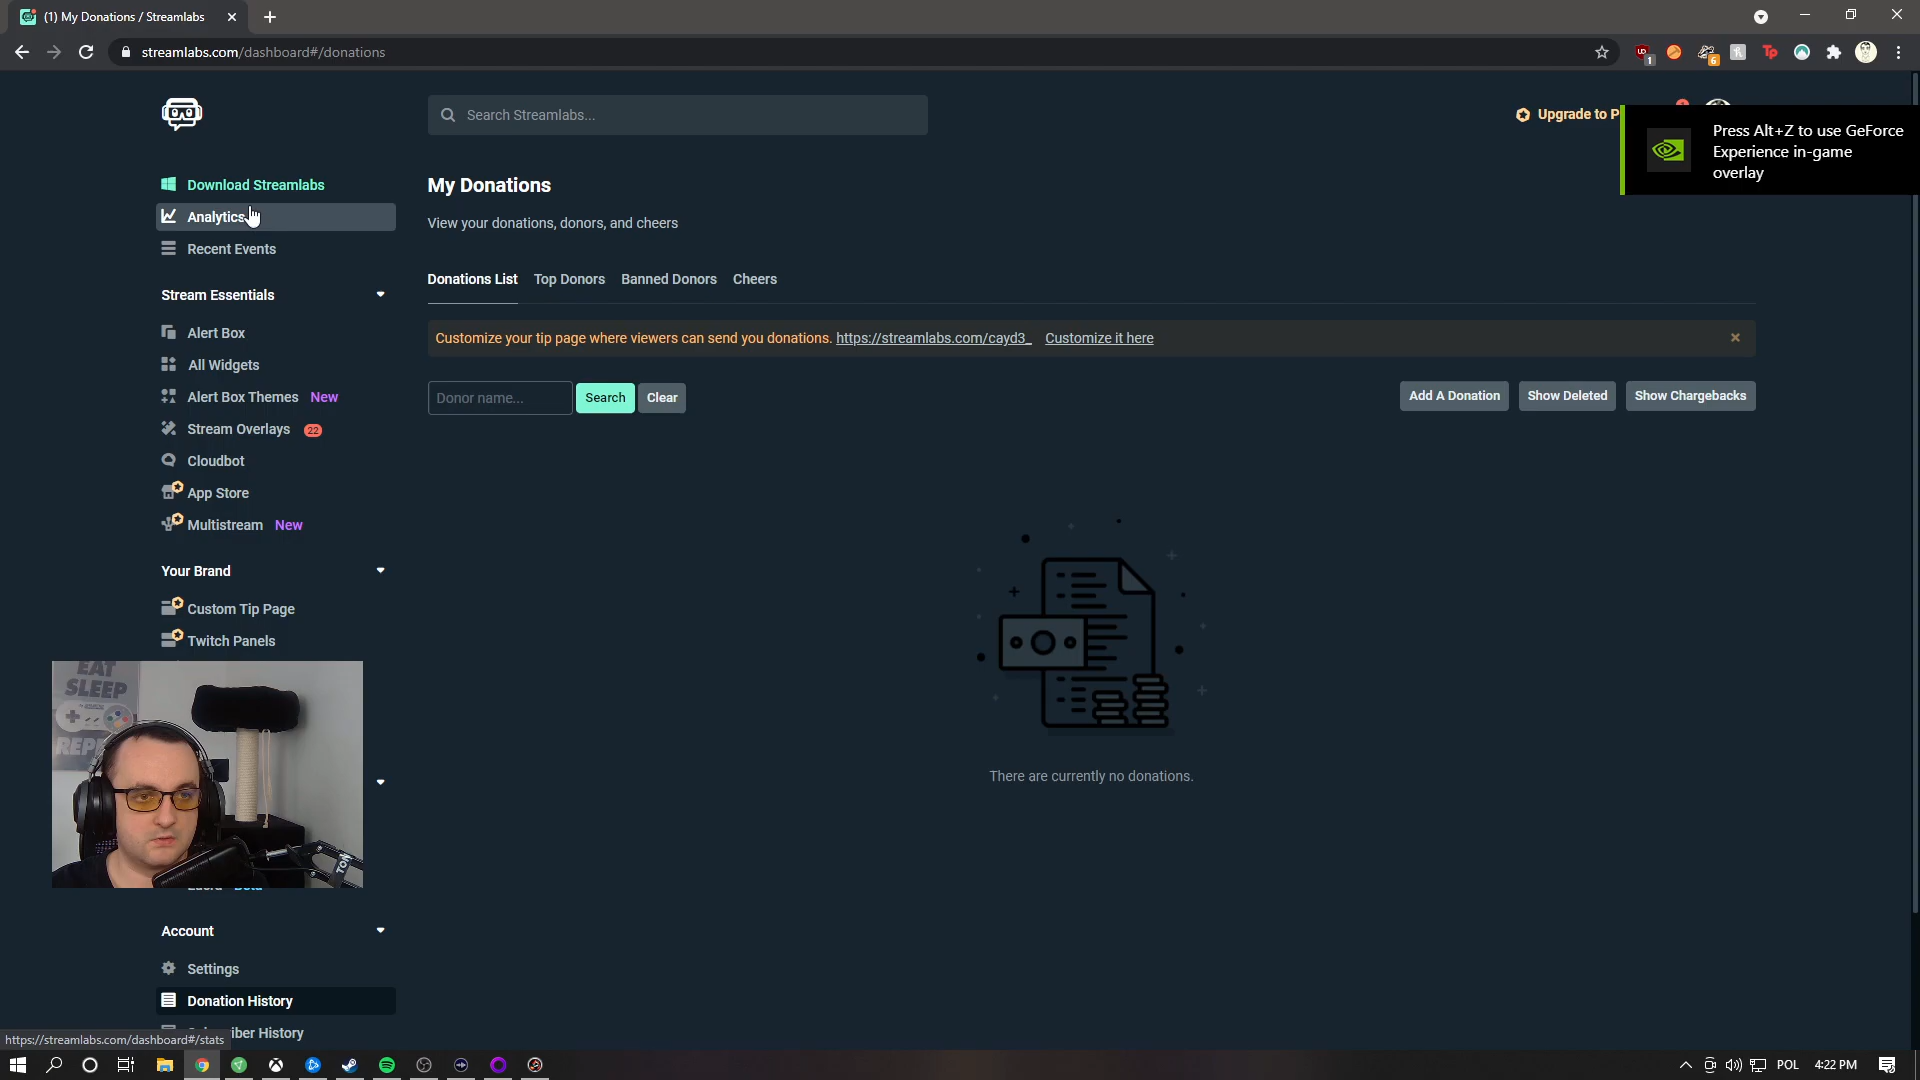 (1) My Donations / Streamlabs
streamlabs.com/dashboard#/donations
1
6
Search Streamlabs...
Upgrade to P
Press Alt+Z to use GeForce
Experience in-game
overlay
Download Streamlabs
Analytics
Recent Events
Stream Essentials
Alert Box
All Widgets
Alert Box Themes New
Stream Overlays 22
Cloudbot
App Store
Multistream New
Your Brand
Custom Tip Page
Twitch Panels
My Donations
View your donations, donors, and cheers
Donations List Top Donors Banned Donors Cheers
Customize your tip page where viewers can send you donations. https://streamlabs.com/cayd3_ Customize it here
Donor name... Search Clear
Add A Donation Show Deleted Show Chargebacks
There are currently no donations.
EAT
SLEEP
Account
Settings
Donation History
iber History
https://streamlabs.com/dashboard#/stats
POL 4:22 PM